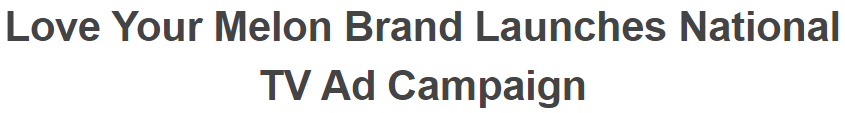 Love Your Melon Brand Launches National
TV Ad Campaign